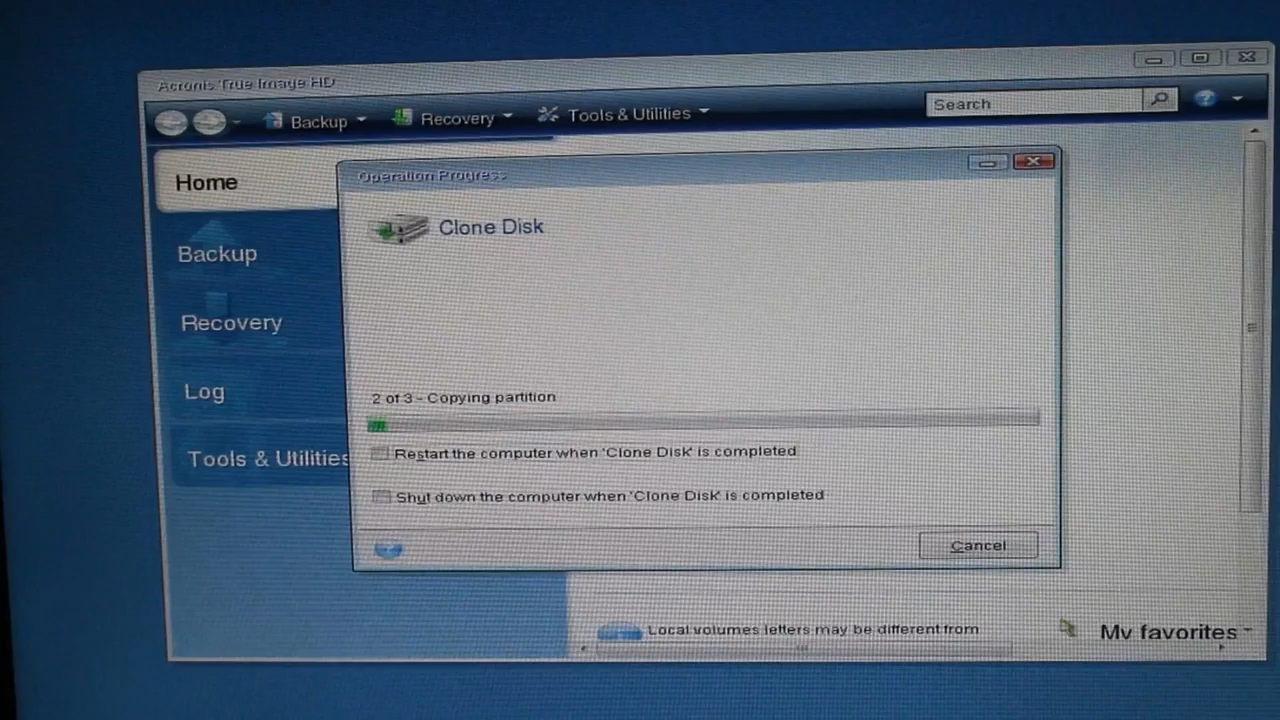 Acronis True Image HD
Backup Recovery Tools & Utilities Search
Home
Operation Progress
Clone Disk
Backup
Recovery
Log
Tools & Utilities
2 of 3 - Copying partition
Restart the computer when 'Clone Disk' is completed
Shut down the computer when 'Clone Disk' is completed
Cancel
Local volumes letters may be different from
My favorites